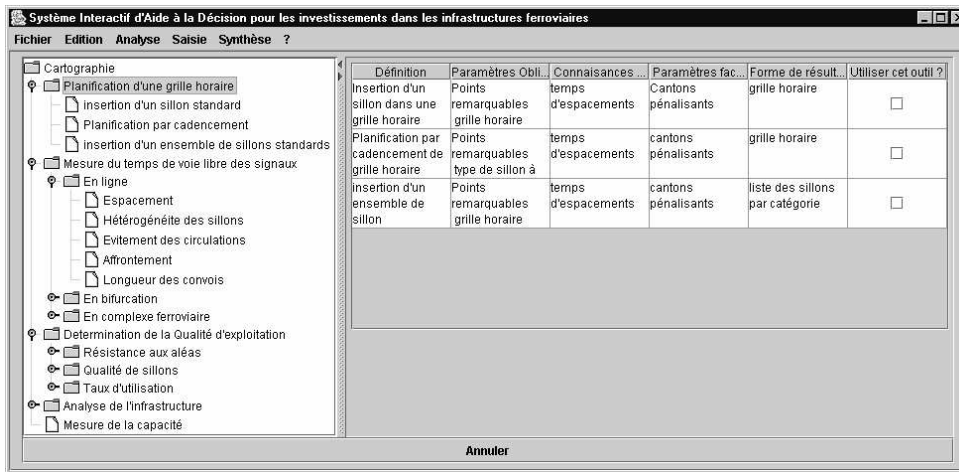 Système Interactif d'Aide à la Décision pour les investissements dans les infrastructures ferroviaires
Fichier Edition Analyse Saisie Synthèse ?
Cartographie
Planification d'une grille horaire
insertion d'un sillon standard
Planification par cadencement
insertion d'un ensemble de sillons standards
Mesure du temps de voie libre des signaux
En ligne
Espacement
Hétérogénéite des sillons
Evitement des circulations
Affrontement
Longueur des convois
En bifurcation
En complexe ferroviaire
Determination de la Qualité d'exploitation
Résistance aux aléas
Qualité de sillons
Taux d'utilisation
Analyse de l'infrastructure
Mesure de la capacité
Définition Paramètres Obli... Connaisances ... Paramètres fac... Forme de résult... Utiliser cet outil ?
Insertion d'un Points temps Cantons grille horaire
sillon dans une remarquables d'espacements pénalisants
grille horaire grille horaire
Planification par Points temps cantons grille horaire
cadencement de remarquables d'espacements pénalisants
grille horaire type de sillon à
insertion d'un Points temps cantons liste des sillons
ensemble de remarquables d'espacements pénalisants par catégorie
sillon grille horaire
Annuler